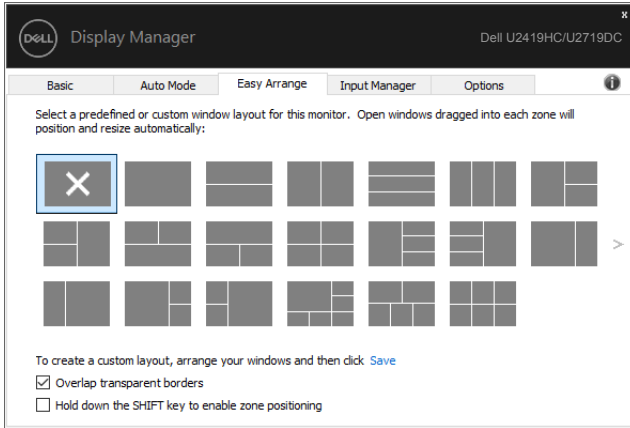 x
DELL Display Manager Dell U2419HC/U2719DC
Basic Auto Mode Easy Arrange Input Manager Options i
Select a predefined or custom window layout for this monitor. Open windows dragged into each zone will
position and resize automatically:
>
To create a custom layout, arrange your windows and then click Save
Overlap transparent borders
Hold down the SHIFT key to enable zone positioning